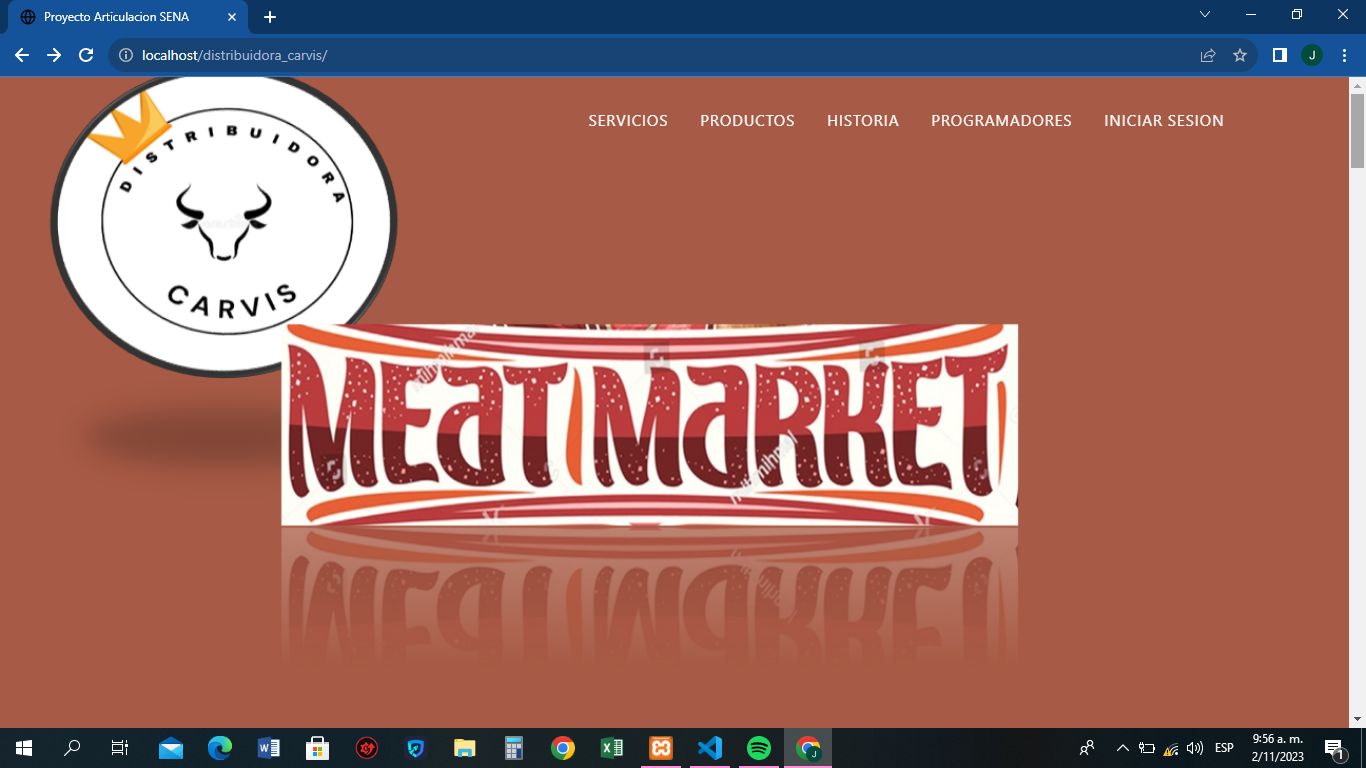 Proyecto Articulacion SENA
localhost/distribuidora_carvis/
J
DISTRIBUIDORA
CARVIS
SERVICIOS PRODUCTOS HISTORIA PROGRAMADORES INICIAR SESION
MEAT MARKET
ESP
9:56 a. m.
2/11/2023
1